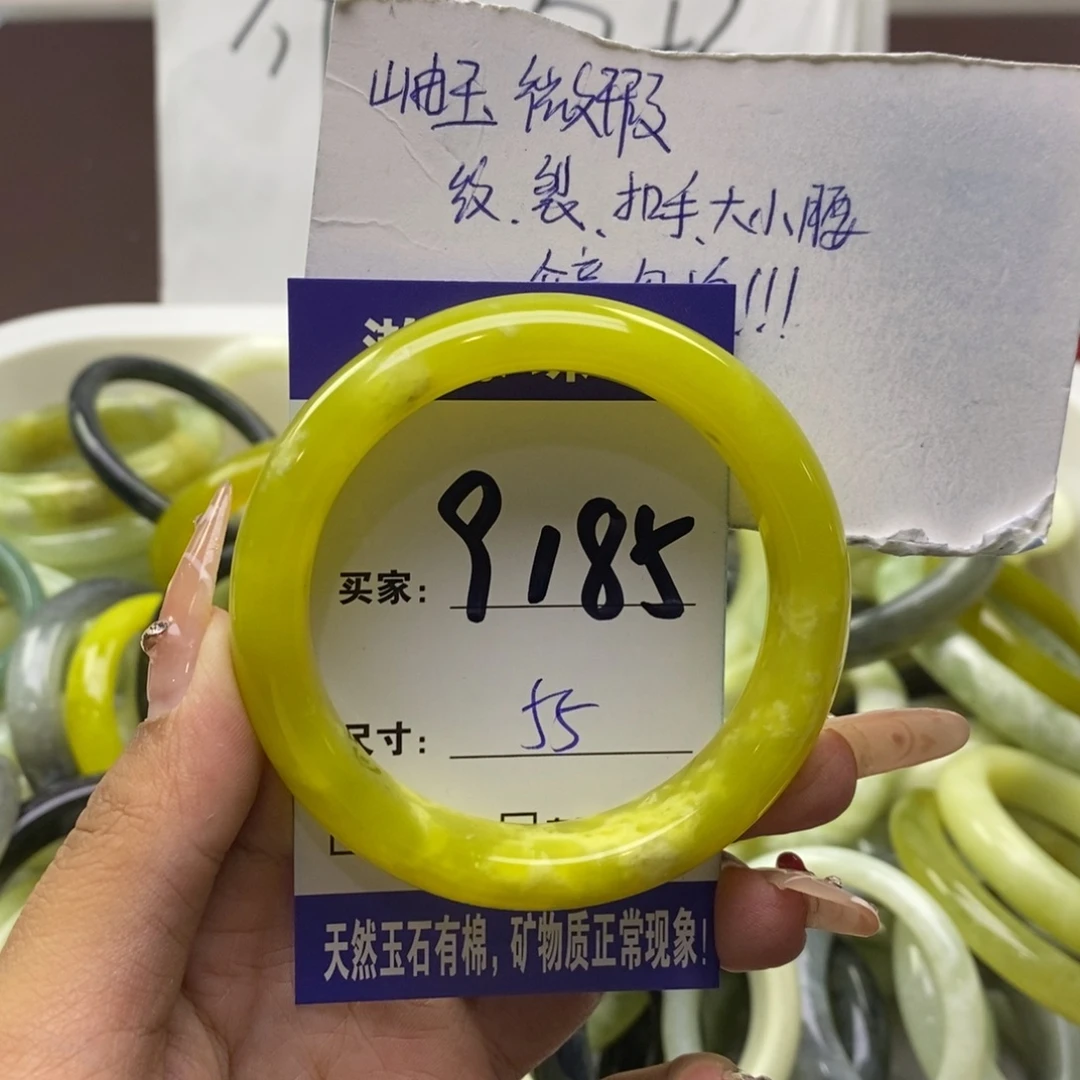 岫玉 微瑕
纹.裂、扣手、大小腰
!!!
买家: 9185
尺寸: 55
天然玉石有棉,矿物质正常现象!